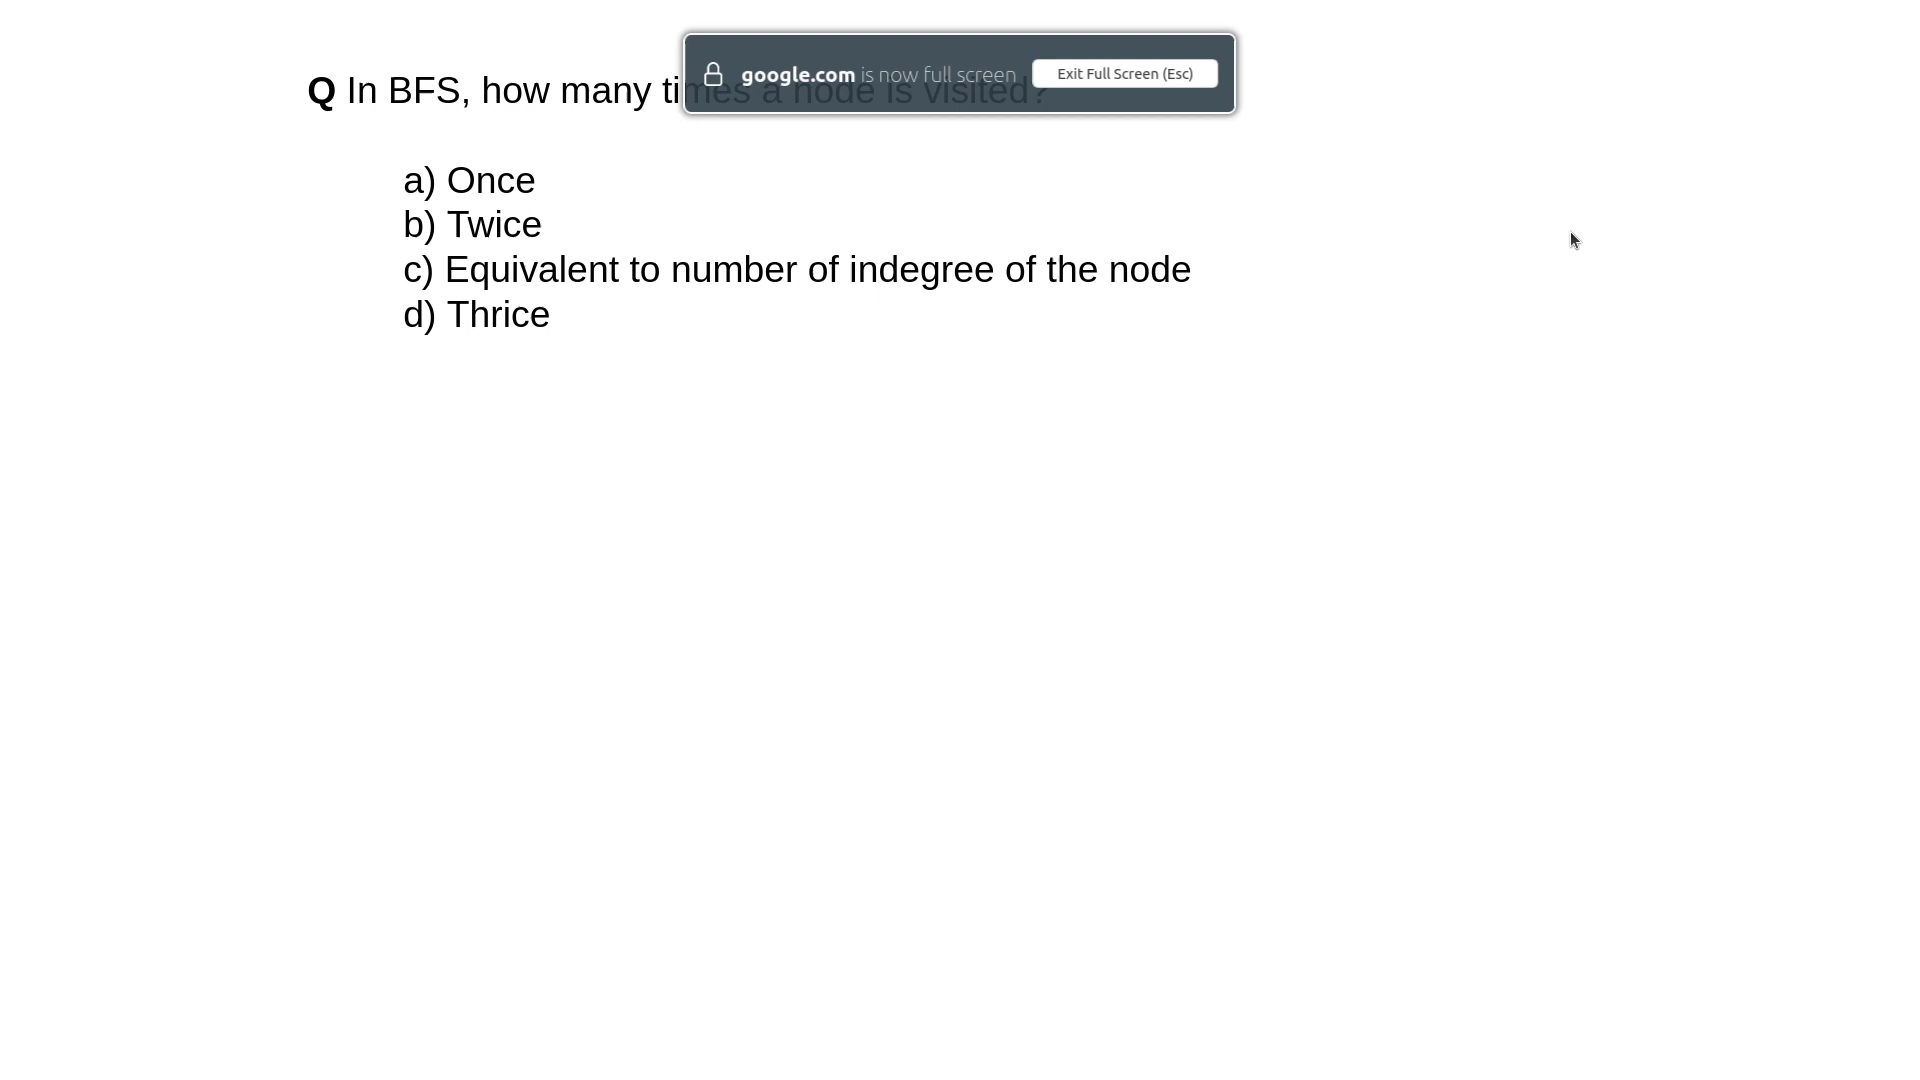 google.com is now full screen Exit Full Screen (Esc)
Q In BFS, how many times a node is visited?
a) Once
b) Twice
c) Equivalent to number of indegree of the node
d) Thrice